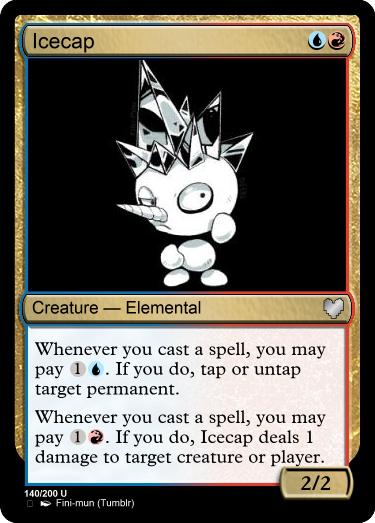 Icecap
Creature — Elemental
Whenever you cast a spell, you may
pay 1. If you do, tap or untap
target permanent.
Whenever you cast a spell, you may
pay 1. If you do, Icecap deals 1
damage to target creature or player.
2/2
140/200 U
Fini-mun (Tumblr)